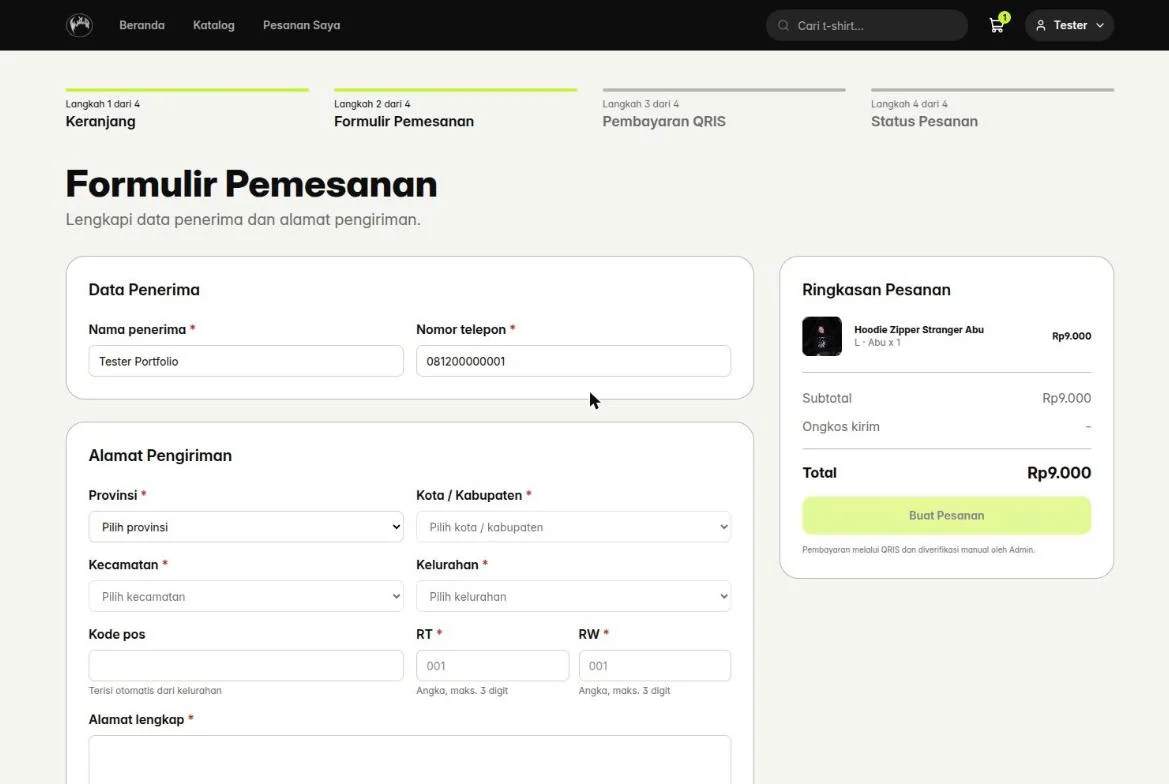 Beranda
Katalog
Pesanan Saya
Cari t-shirt...
1
Tester
Langkah 1 dari 4
Keranjang
Langkah 2 dari 4
Formulir Pemesanan
Langkah 3 dari 4
Pembayaran QRIS
Langkah 4 dari 4
Status Pesanan
Formulir Pemesanan
Lengkapi data penerima dan alamat pengiriman.
Data Penerima
Nama penerima *
Tester Portfolio
Nomor telepon *
081200000001
Alamat Pengiriman
Provinsi *
Pilih provinsi
Kota / Kabupaten *
Pilih kota / kabupaten
Kecamatan *
Pilih kecamatan
Kelurahan *
Pilih kelurahan
Kode pos
Terisi otomatis dari kelurahan
RT *
001
Angka, maks. 3 digit
RW *
001
Angka, maks. 3 digit
Alamat lengkap *
Ringkasan Pesanan
Hoodie Zipper Stranger Abu
L · Abu x 1
Rp9.000
Subtotal
Rp9.000
Ongkos kirim
-
Total
Rp9.000
Buat Pesanan
Pembayaran melalui QRIS dan diverifikasi manual oleh Admin.